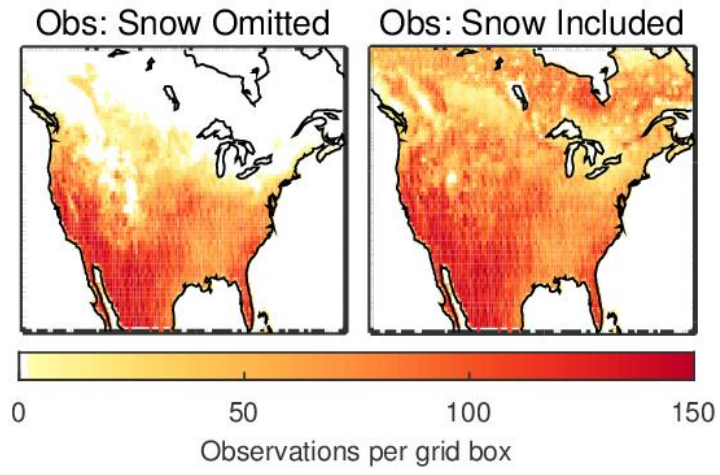 Obs: Snow Omitted Obs: Snow Included
0 50 100 150
Observations per grid box